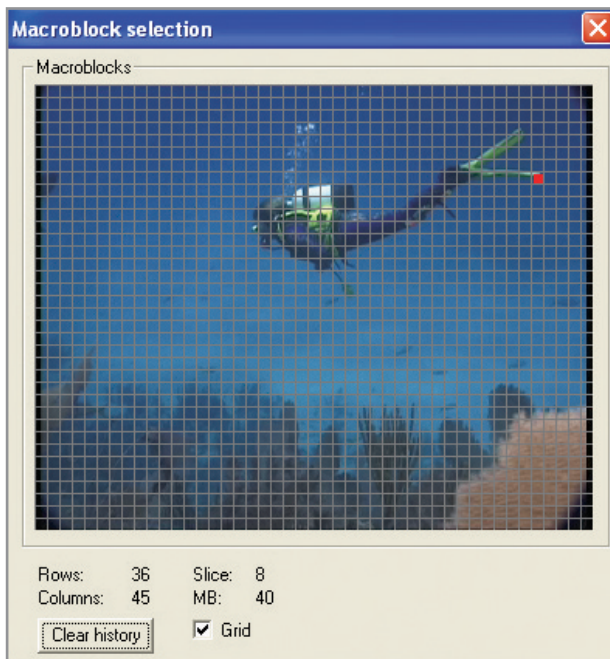 Macroblock selection
Macroblocks
Rows: 36 Slice: 8
Columns: 45 MB: 40
Clear history Grid